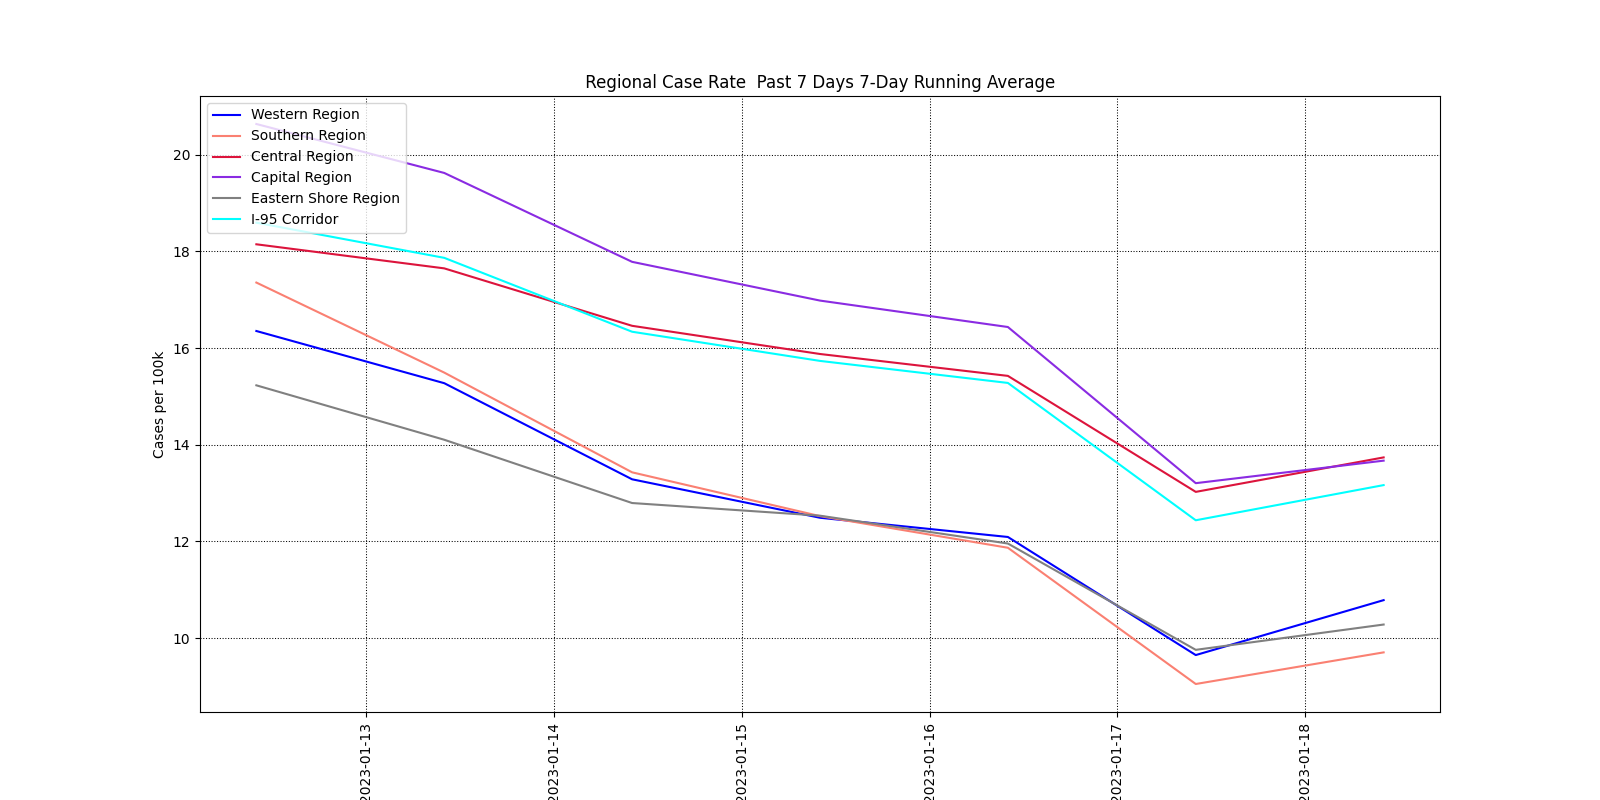 Regional Case Rate  Past 7 Days 7-Day Running Average
Western Region
Southern Region
Central Region
Capital Region
Eastern Shore Region
I-95 Corridor
Cases per 100k
20
18
16
14
12
10
2023-01-13
2023-01-14
2023-01-15
2023-01-16
2023-01-17
2023-01-18